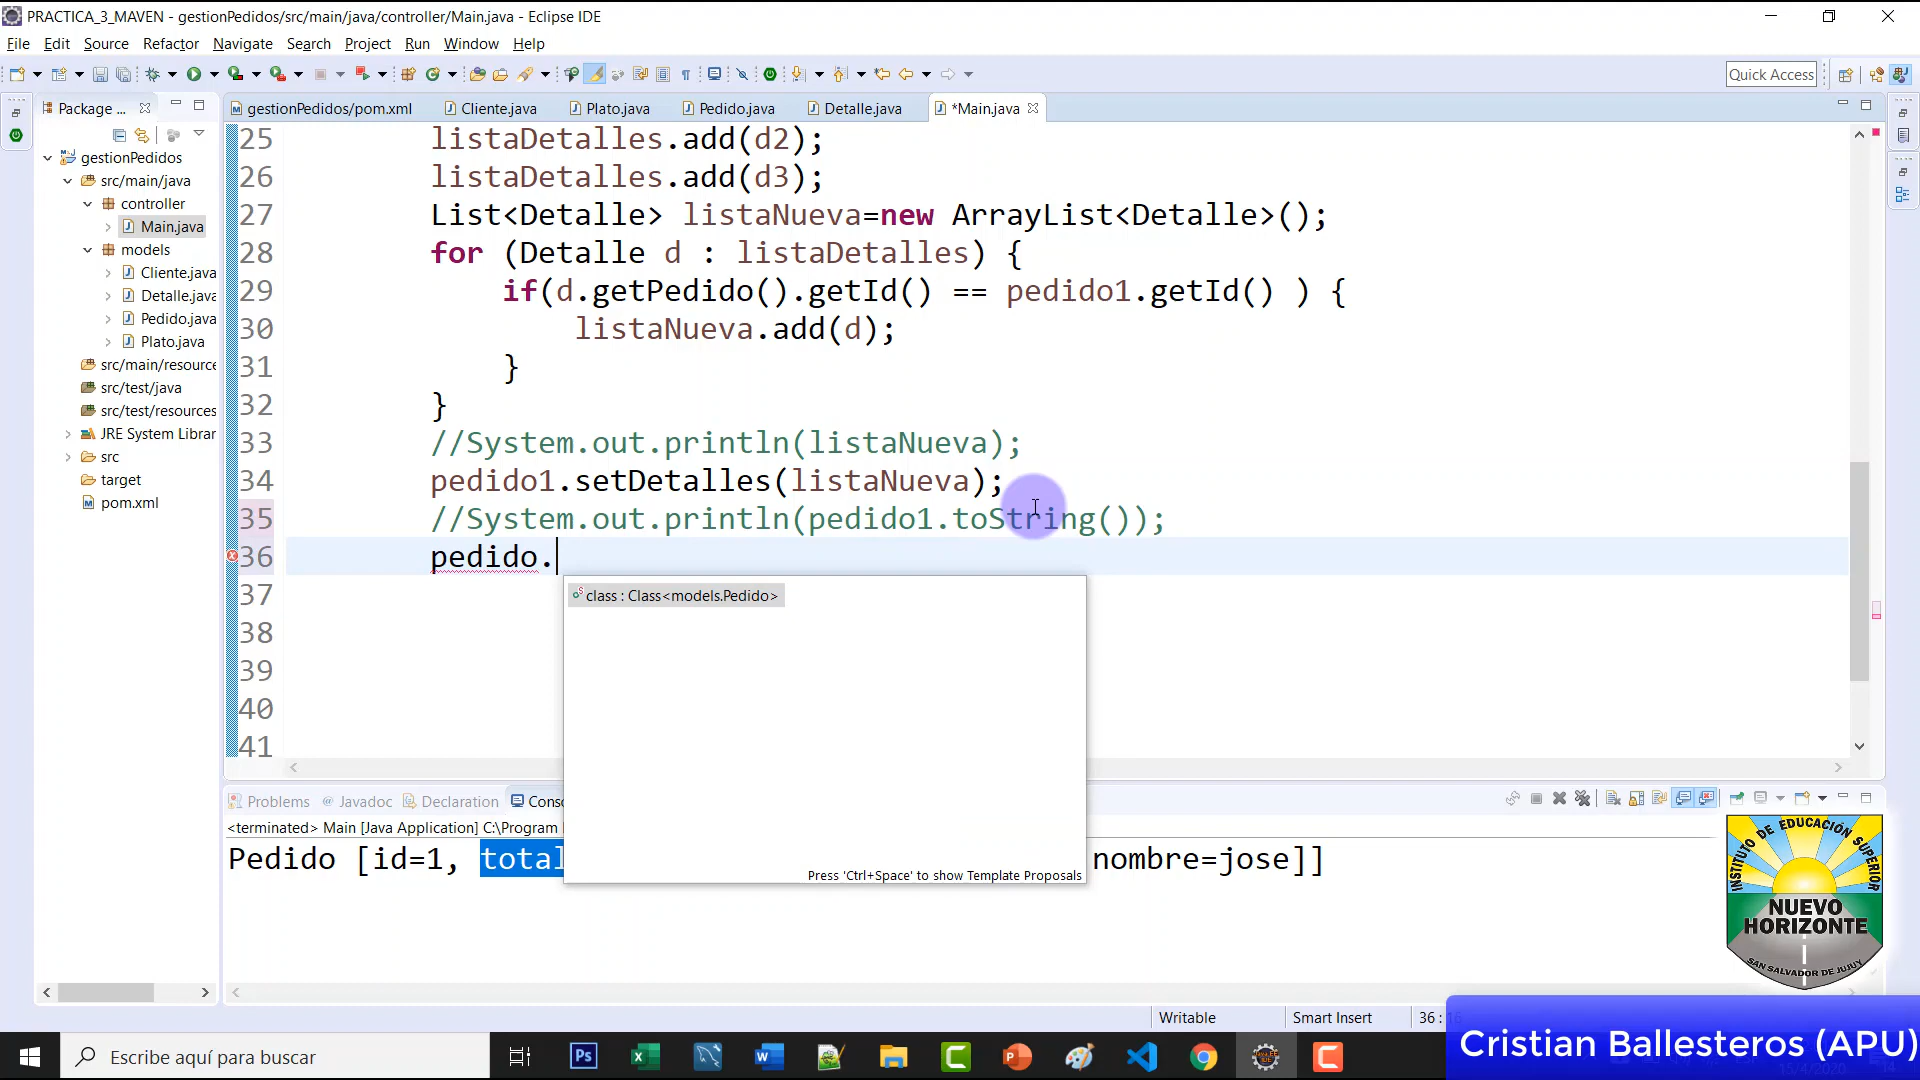 PRACTICA_3_MAVEN - gestionPedidos/src/main/java/controller/Main.java - Eclipse IDE
File Edit Source Refactor Navigate Search Project Run Window Help
Quick Access
Package ...
gestionPedidos/pom.xml Cliente.java Plato.java Pedido.java Detalle.java *Main.java
gestionPedidos
src/main/java
controller
Main.java
models
Cliente.java
Detalle.java
Pedido.java
Plato.java
src/main/resource
src/test/java
src/test/resources
JRE System Librar
src
target
pom.xml
25 listaDetalles.add(d2);
26 listaDetalles.add(d3);
27 List<Detalle> listaNueva=new ArrayList<Detalle>();
28 for (Detalle d : listaDetalles) {
29 if(d.getPedido().getId() == pedido1.getId() ) {
30 listaNueva.add(d);
31 }
32 }
33 //System.out.println(listaNueva);
34 pedido1.setDetalles(listaNueva);
35 //System.out.println(pedido1.toString());
36 pedido.
37
38
39
40
41
class : Class<models.Pedido>
Press 'Ctrl+Space' to show Template Proposals
Problems Javadoc Declaration Conso
<terminated> Main [Java Application] C:\Program
Pedido [id=1, total nombre=jose]]
INSTITUTO DE EDUCACIÓN SUPERIOR
NUEVO
HORIZONTE
SAN SALVADOR DE JUJUY
Writable Smart Insert 36 :
Cristian Ballesteros (APU)
Escribe aquí para buscar